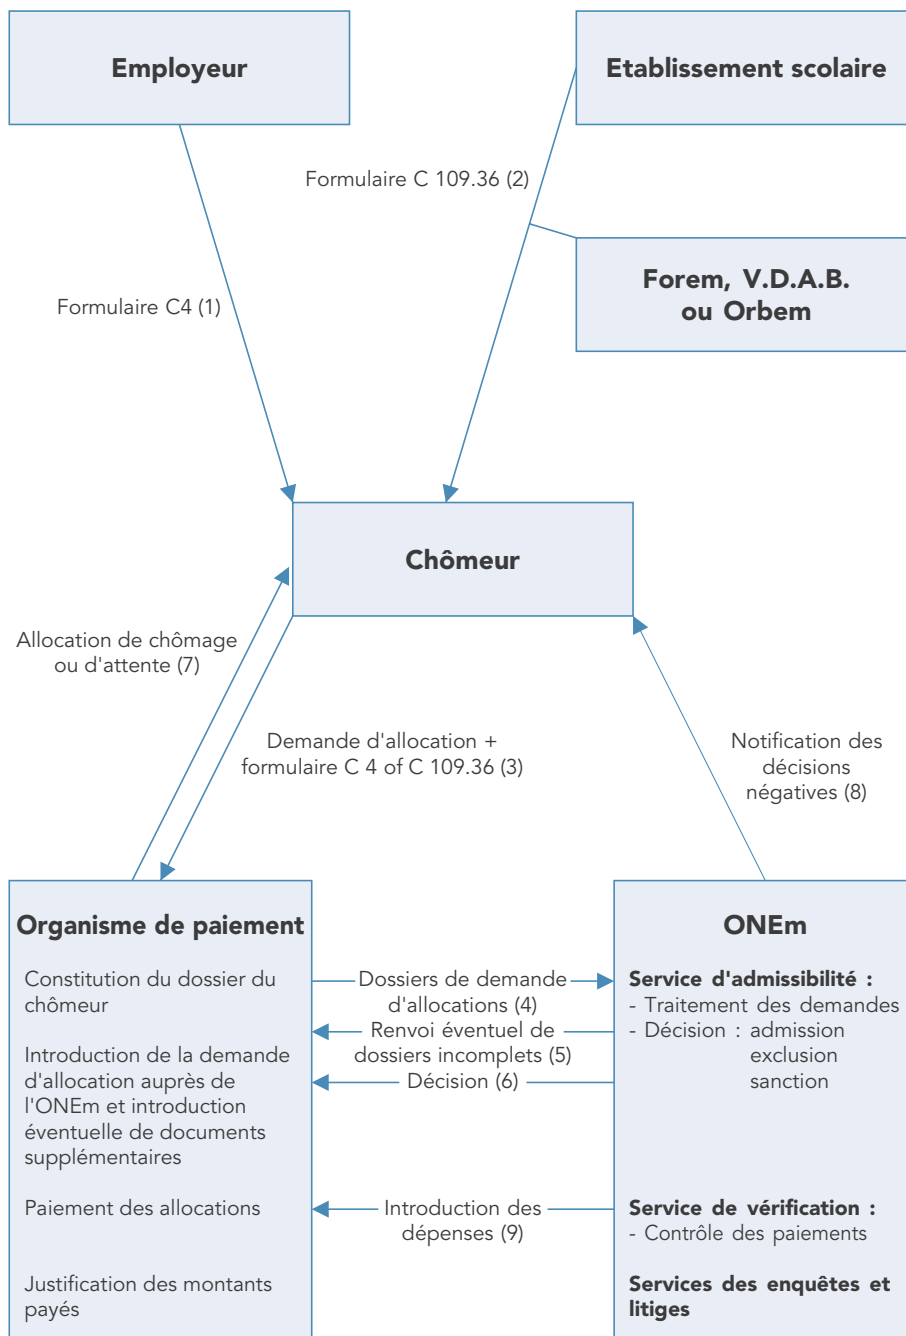 Employeur
Etablissement scolaire
Formulaire C 109.36 (2)
Forem, V.D.A.B.
ou Orbem
Formulaire C4 (1)
Chômeur
Allocation de chômage
ou d'attente (7)
Demande d'allocation +
formulaire C 4 of C 109.36 (3)
Notification des
décisions
négatives (8)
Organisme de paiement
Constitution du dossier du
chômeur
Introduction de la demande
d'allocation auprès de
l'ONEm et introduction
éventuelle de documents
supplémentaires
Paiement des allocations
Justification des montants
payés
Dossiers de demande
d'allocations (4)
Renvoi éventuel de
dossiers incomplets (5)
Décision (6)
Introduction des
dépenses (9)
ONEm
Service d'admissibilité :
- Traitement des demandes
- Décision : admission
exclusion
sanction
Service de vérification :
- Contrôle des paiements
Services des enquêtes et
litiges